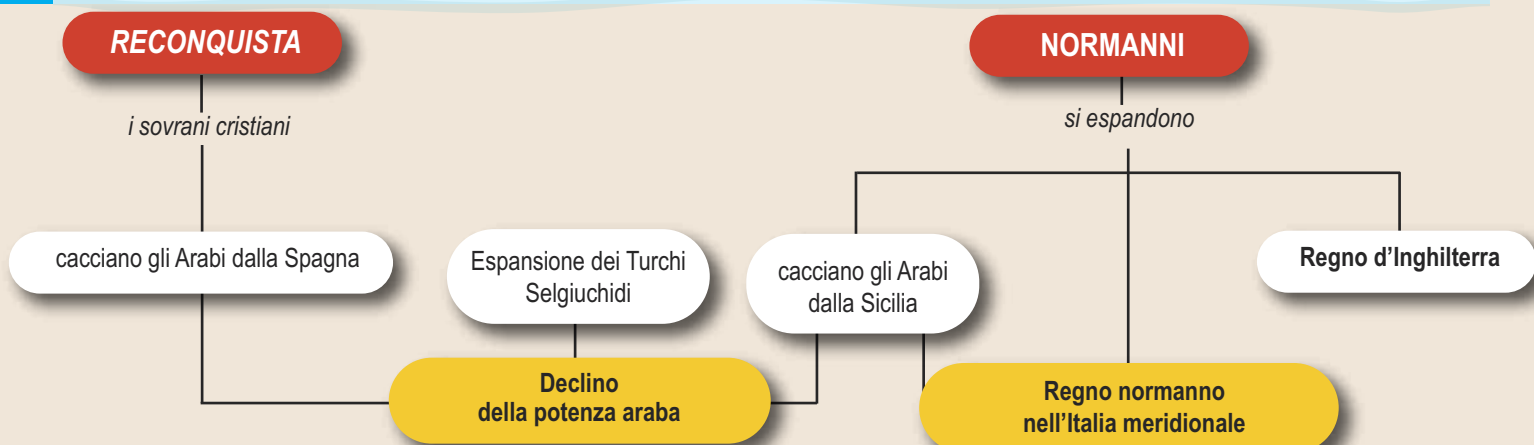 RECONQUISTA
NORMANNI
i sovrani cristiani
si espandono
cacciano gli Arabi dalla Spagna
Espansione dei Turchi
Selgiuchidi
cacciano gli Arabi
dalla Sicilia
Regno d’Inghilterra
Declino
della potenza araba
Regno normanno
nell’Italia meridionale